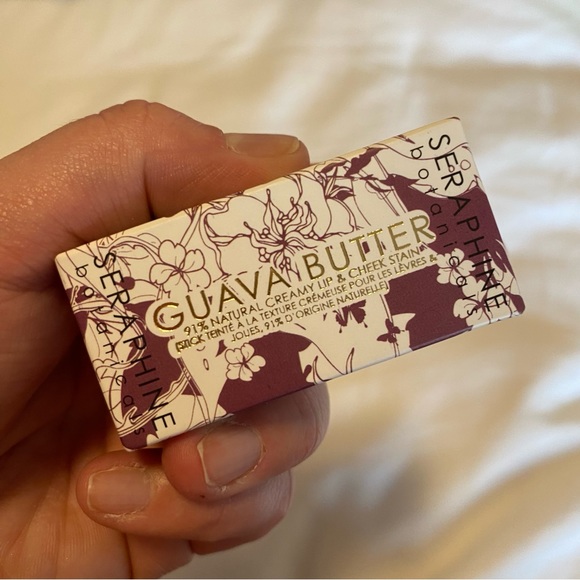 SERAPHINE
botanicals
GUAVA BUTTER
91% NATURAL CREAMY LIP & CHEEK STAIN
[STICK TEINTÉ À LA TEXTURE CRÉMEUSE POUR LES LÈVRES &
JOUES, 91% D'ORIGINE NATURELLE]
SERAPHINE
botanicals